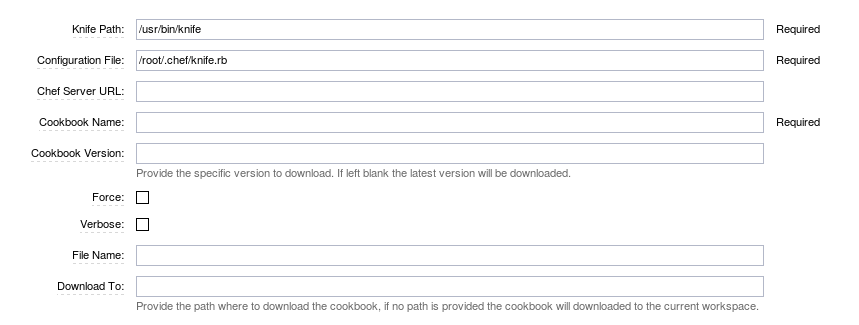 Knife Path: /usr/bin/knife Required
Configuration File: /root/.chef/knife.rb Required
Chef Server URL:
Cookbook Name: Required
Cookbook Version:
Provide the specific version to download. If left blank the latest version will be downloaded.
Force:
Verbose:
File Name:
Download To:
Provide the path where to download the cookbook, if no path is provided the cookbook will downloaded to the current workspace.